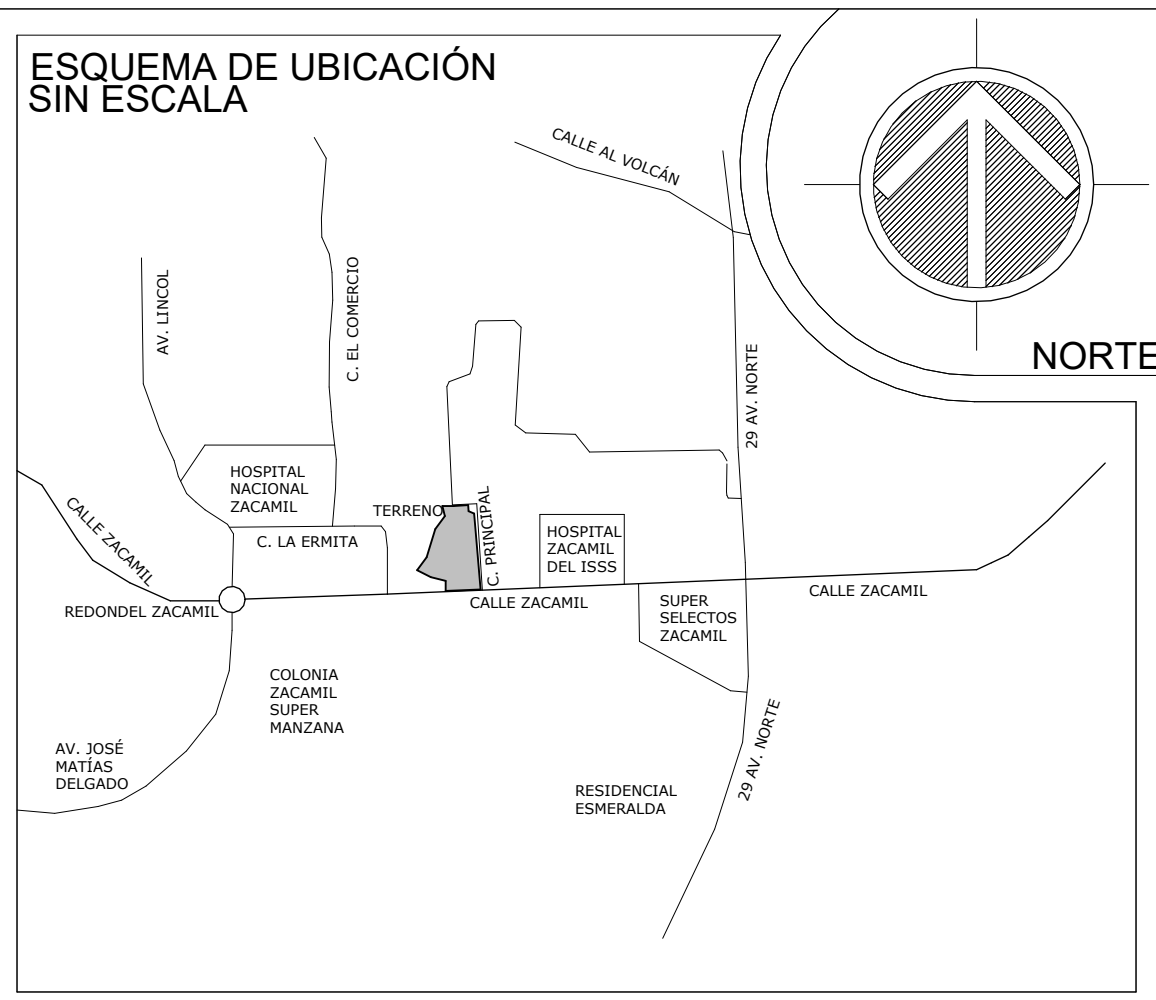 ESQUEMA DE UBICACIÓN
SIN ESCALA
NORTE
CALLE AL VOLCÁN
AV. LINCOL
C. EL COMERCIO
29 AV. NORTE
HOSPITAL
NACIONAL
ZACAMIL
CALLE ZACAMIL
TERRENO
C. PRINCIPAL
C. LA ERMITA
HOSPITAL
ZACAMIL
DEL ISSS
REDONDEL ZACAMIL
CALLE ZACAMIL
SUPER
SELECTOS
ZACAMIL
CALLE ZACAMIL
COLONIA
ZACAMIL
SUPER
MANZANA
AV. JOSÉ
MATÍAS
DELGADO
RESIDENCIAL
ESMERALDA
29 AV. NORTE